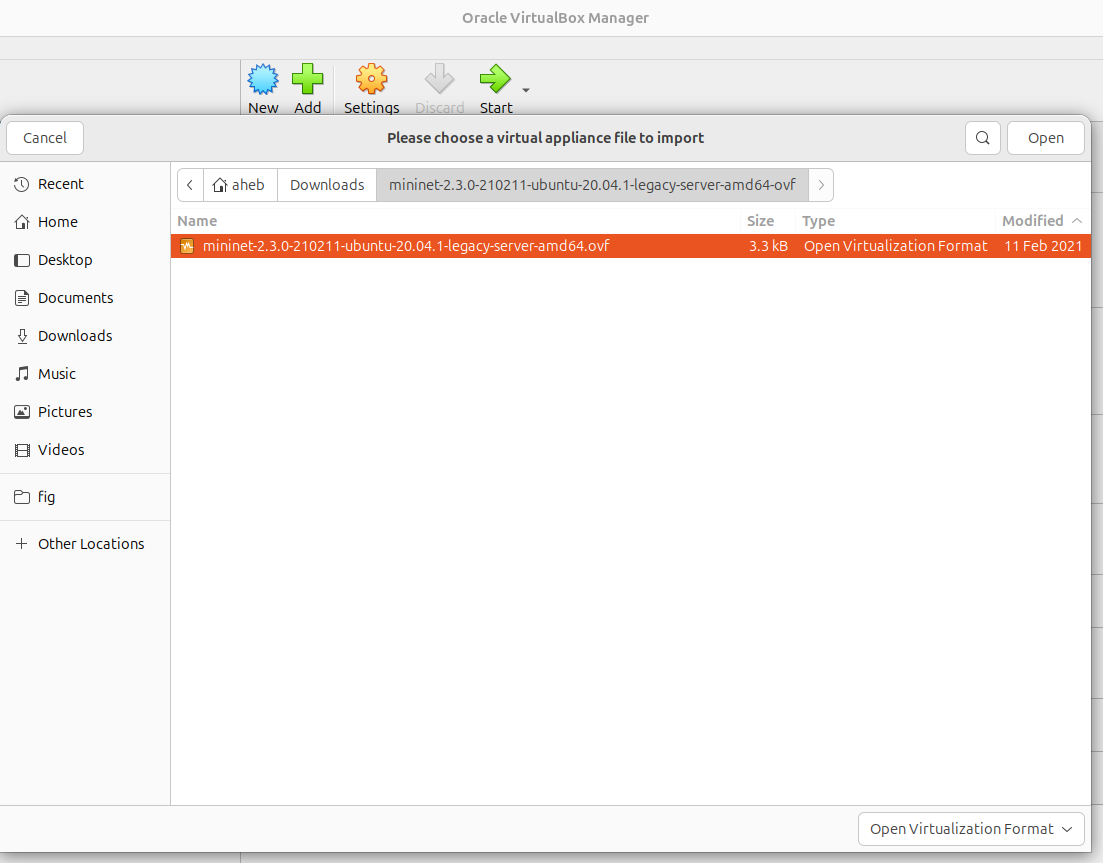 Oracle VirtualBox Manager
New Add Settings Discard Start
Cancel Please choose a virtual appliance file to import Open
Recent
Home
Desktop
Documents
Downloads
Music
Pictures
Videos
fig
Other Locations
aheb Downloads mininet-2.3.0-210211-ubuntu-20.04.1-legacy-server-amd64-ovf
Name Size Type Modified
mininet-2.3.0-210211-ubuntu-20.04.1-legacy-server-amd64.ovf 3.3 kB Open Virtualization Format 11 Feb 2021
Open Virtualization Format